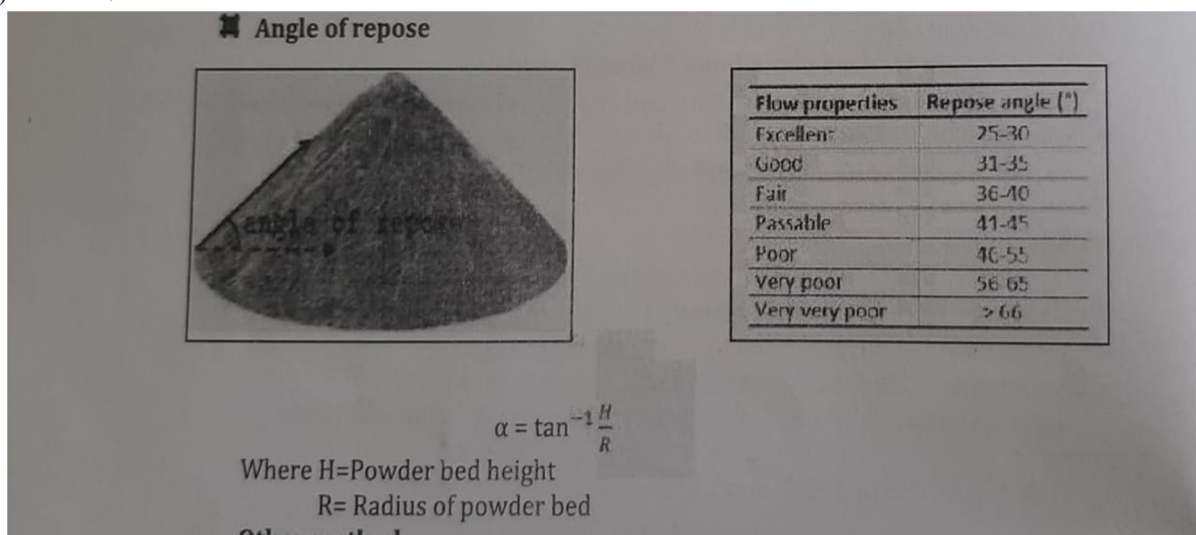 Angle of repose
angle of repose
Flow properties Repose angle (°)
Excellent 25-30
Good 31-35
Fair 36-40
Passable 41-45
Poor 46-55
Very poor 56-65
Very very poor >66
α = tan⁻¹ H/R
Where H=Powder bed height
R= Radius of powder bed